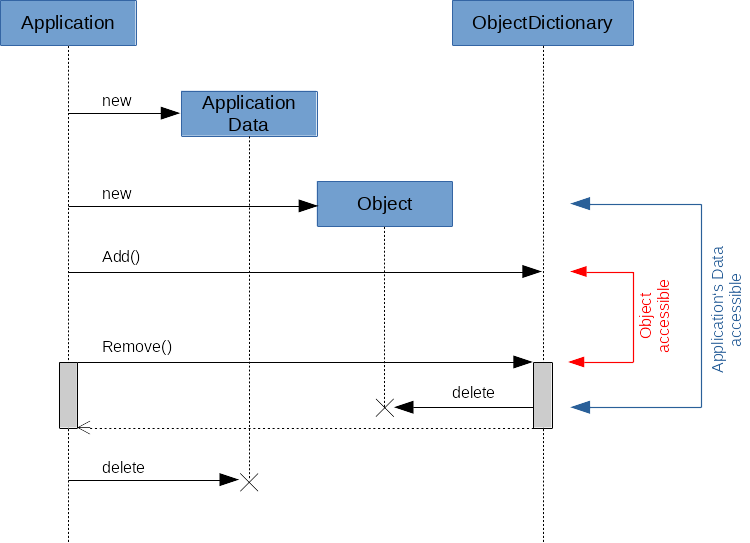 Application
ObjectDictionary
new
Application
Data
new
Object
Add()
Remove()
delete
delete
Object
accessible
Application's Data
accessible